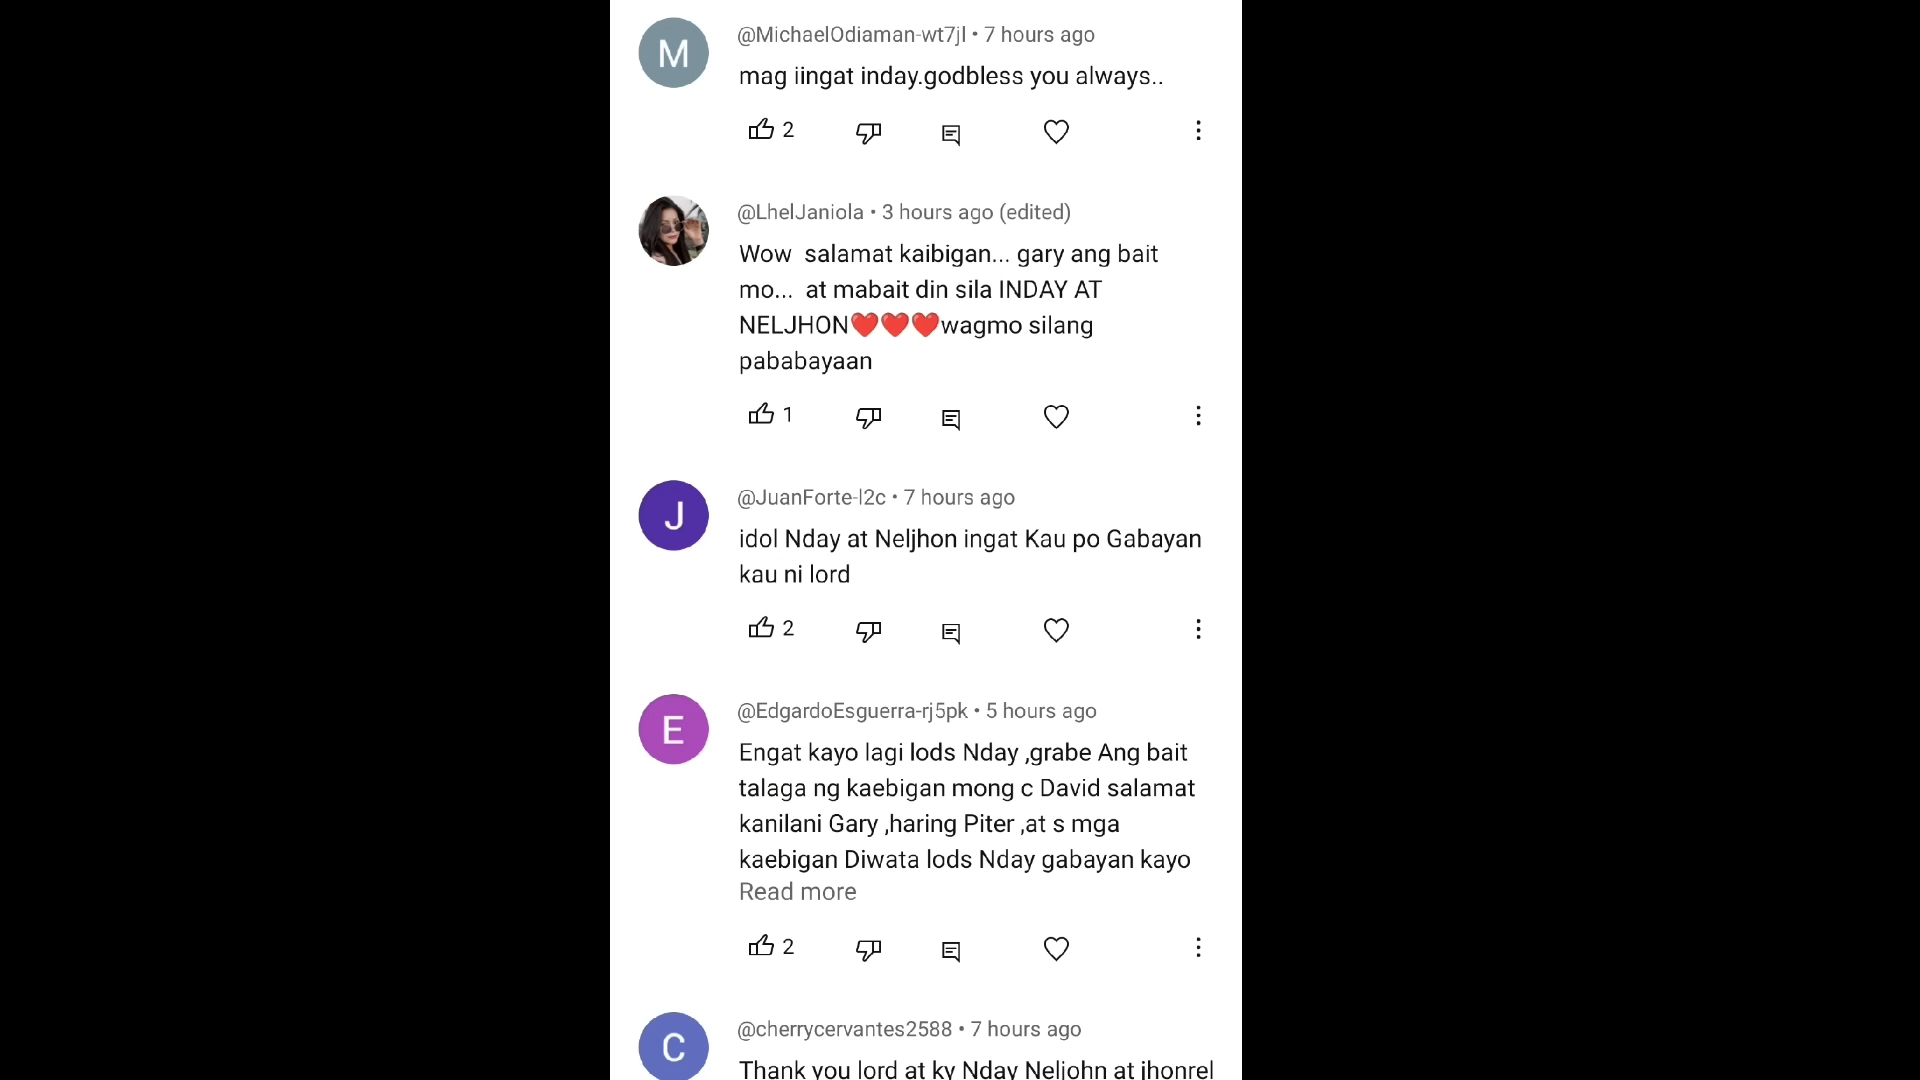 M
@MichaelOdiaman-wt7jl • 7 hours ago
mag iingat inday.godbless you always..
2
@LhelJaniola • 3 hours ago (edited)
Wow  salamat kaibigan... gary ang bait
mo...  at mabait din sila INDAY AT
NELJHON❤️❤️❤️wagmo silang
pababayaan
1
J
@JuanForte-l2c • 7 hours ago
idol Nday at Neljhon ingat Kau po Gabayan
kau ni lord
2
E
@EdgardoEsguerra-rj5pk • 5 hours ago
Engat kayo lagi lods Nday ,grabe Ang bait
talaga ng kaebigan mong c David salamat
kanilani Gary ,haring Piter ,at s mga
kaebigan Diwata lods Nday gabayan kayo
Read more
2
C
@cherrycervantes2588 • 7 hours ago
Thank you lord at ky Nday Neljohn at jhonrel